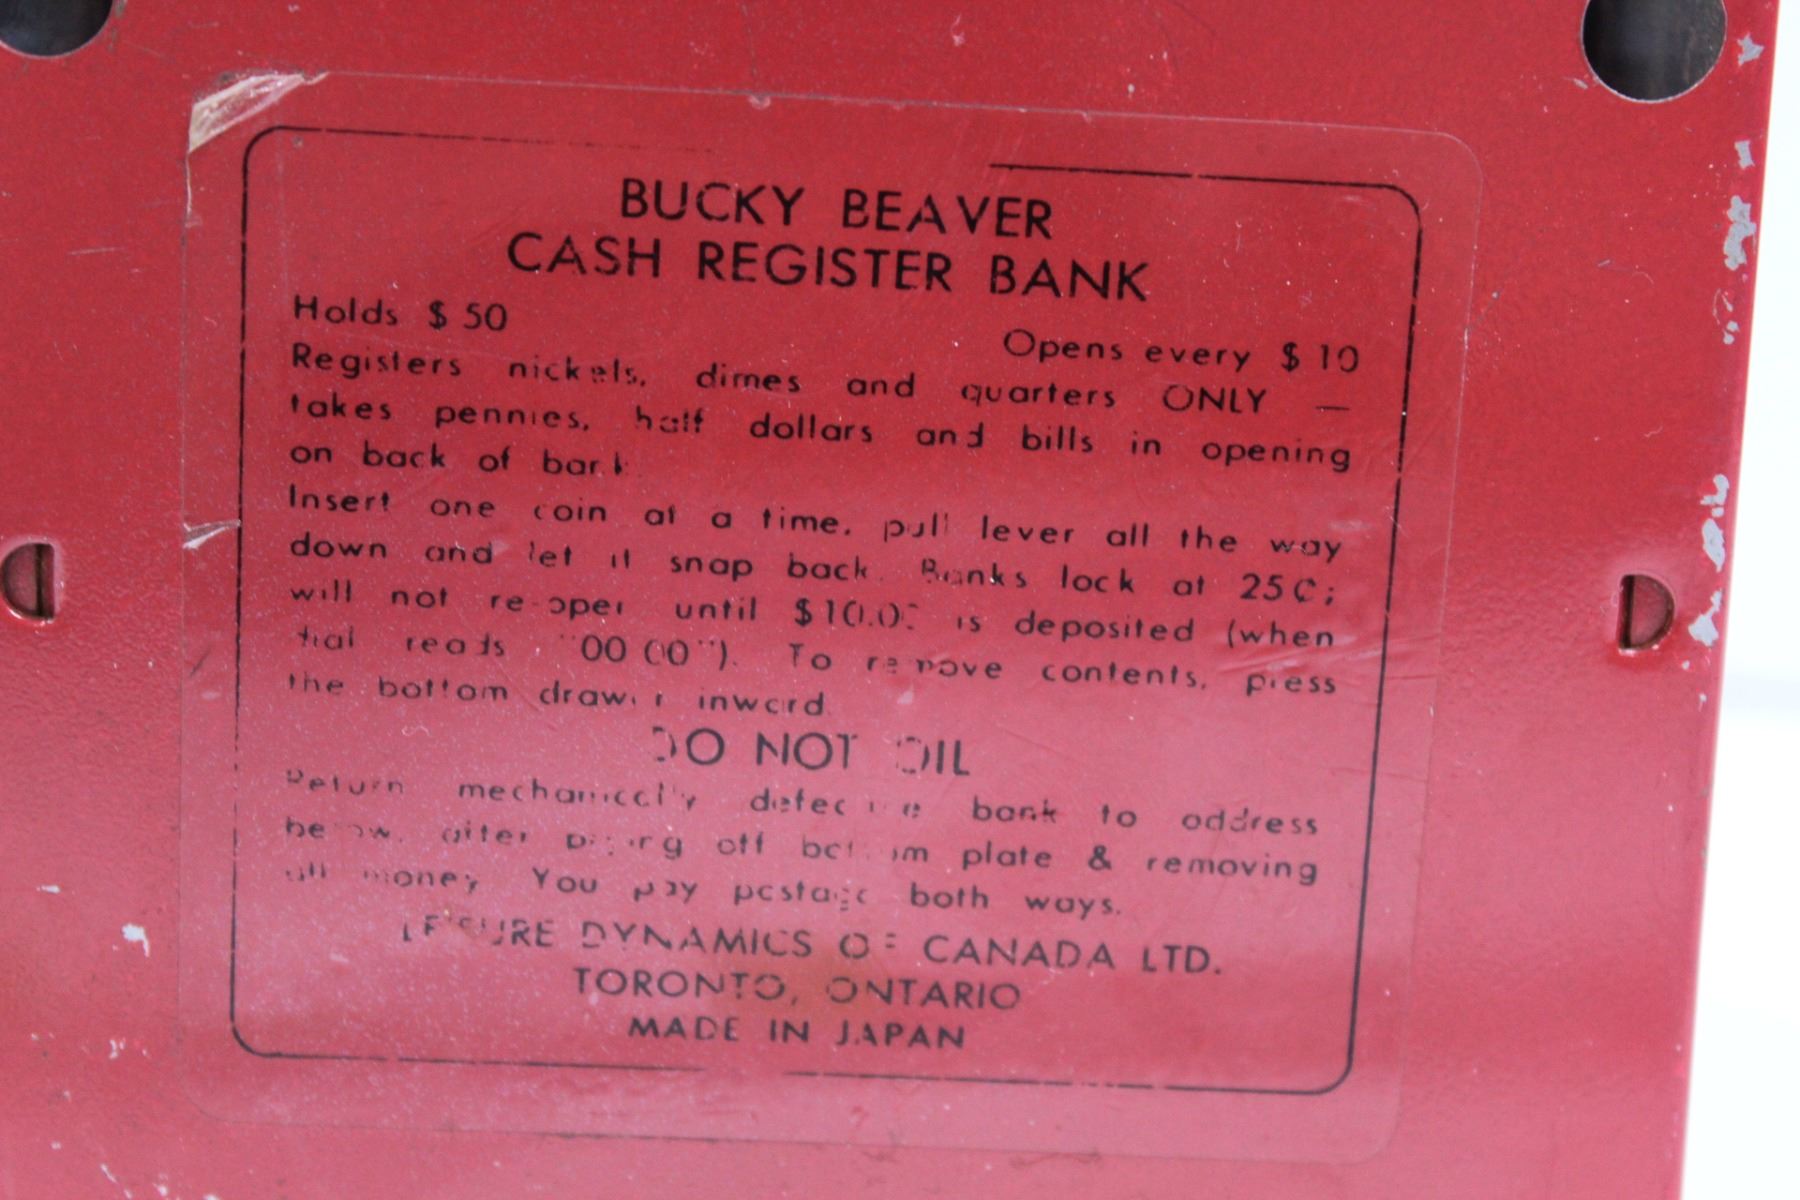 BUCKY BEAVER
CASH REGISTER BANK
Holds $ 50
Opens every $ 10
Registers nickels, dimes and quarters ONLY —
takes pennies, half dollars and bills in opening
on back of bank
Insert one coin at a time, pull lever all the way
down and let it snap back. Banks lock at 25¢;
will not re-open until $10.00 is deposited (when
dial reads "00 00"). To remove contents, press
the bottom drawer inward.
DO NOT OIL
Return mechanically defective bank to address
below, after prying off bottom plate & removing
all money. You pay postage both ways.
LEISURE DYNAMICS OF CANADA LTD.
TORONTO, ONTARIO
MADE IN JAPAN